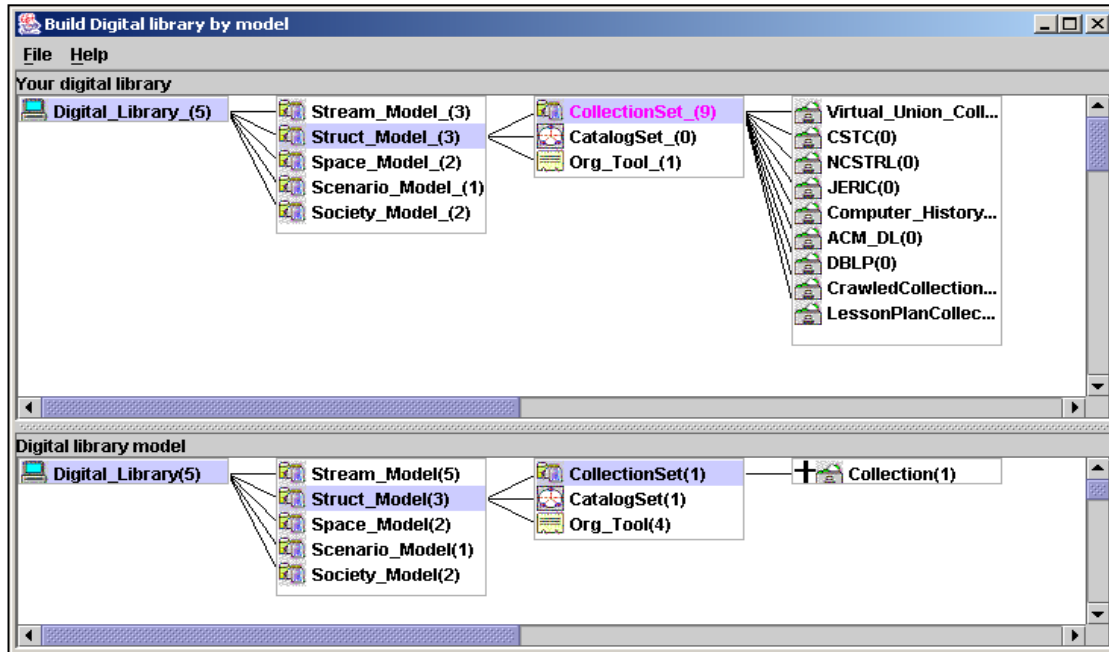 Build Digital library by model
File Help
Your digital library
Digital_Library_(5)
Stream_Model_(3)
Struct_Model_(3)
Space_Model_(2)
Scenario_Model_(1)
Society_Model_(2)
CollectionSet_(9)
CatalogSet_(0)
Org_Tool_(1)
Virtual_Union_Coll...
CSTC(0)
NCSTRL(0)
JERIC(0)
Computer_History...
ACM_DL(0)
DBLP(0)
CrawledCollection...
LessonPlanCollec...
Digital library model
Digital_Library(5)
Stream_Model(5)
Struct_Model(3)
Space_Model(2)
Scenario_Model(1)
Society_Model(2)
CollectionSet(1)
CatalogSet(1)
Org_Tool(4)
Collection(1)